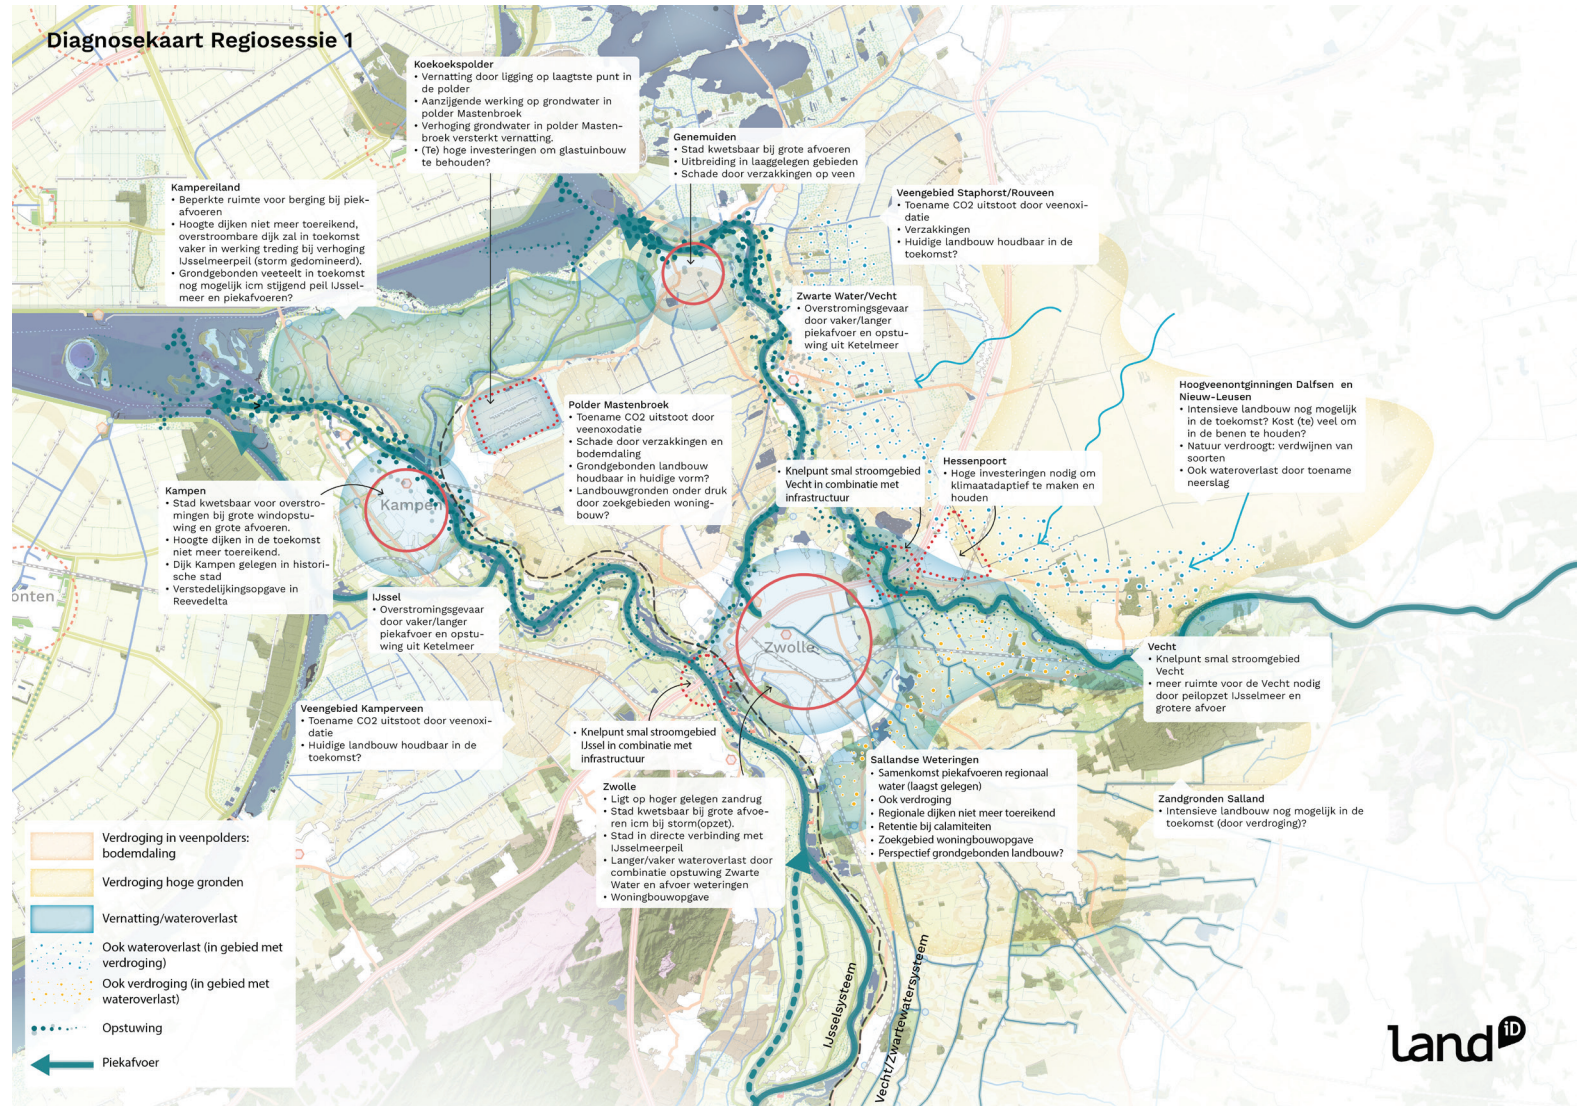 Diagnosekaart Regiosessie 1
Koekoekspolder
• Vernatting door ligging op laagste punt in
de polder
• Aanzijgende werking op grondwater in
polder Mastenbroek
• Verhoging grondwater in polder Masten-
broek versterkt vernatting.
• (Te) hoge investeringen om glastuinbouw
te behouden?
Genemuiden
• Stad kwetsbaar bij grote afvoeren
• Uitbreiding in laaggelegen gebieden
• Schade door verzakkingen op veen
Kampereiland
• Beperkte ruimte voor berging bij piek-
afvoeren
• Hoogte dijken niet meer toereikend,
overstroombare dijk zal in toekomst
vaker in werking treding bij verhoging
IJsselmeerpeil (storm gedomineerd).
• Grondgebonden veeteelt in toekomst
nog mogelijk icm stijgend peil IJssel-
meer en piekafvoeren?
Veengebied Staphorst/Rouveen
• Toename CO2 uitstoot door veenoxi-
datie
• Verzakkingen
• Huidige landbouw houdbaar in de
toekomst?
Zwarte Water/Vecht
• Overstromingsgevaar
door vaker/langer
piekafvoer en opstu-
wing uit Ketelmeer
Hoogveenontginningen Dalfsen en
Nieuw-Leusen
• Intensieve landbouw nog mogelijk
in de toekomst? Kost (te) veel om
in de benen te houden?
• Natuur verdroogt: verdwijnen van
soorten
• Ook wateroverlast door toename
neerslag
Polder Mastenbroek
• Toename CO2 uitstoot door
veenoxodatie
• Schade door verzakkingen en
bodemdaling
• Grondgebonden landbouw
houdbaar in huidige vorm?
• Landbouwgronden onder druk
door zoekgebieden woning-
bouw?
• Knelpunt smal stroomgebied
Vecht in combinatie met
infrastructuur
Hessenpoort
• Hoge investeringen nodig om
klimaatadaptief te maken en
houden
Kampen
• Stad kwetsbaar voor overstro-
mingen bij grote windopstu-
wing en grote afvoeren.
• Hoogte dijken in de toekomst
niet meer toereikend.
• Dijk Kampen gelegen in histori-
sche stad
• Verstedelijkingsopgave in
Reevedelta
Kampen
onten
IJssel
• Overstromingsgevaar
door vaker/langer
piekafvoer en opstu-
wing uit Ketelmeer
Zwolle
Vecht
• Knelpunt smal stroomgebied
Vecht
• meer ruimte voor de Vecht nodig
door peilopzet IJsselmeer en
grotere afvoer
Veengebied Kamperveen
• Toename CO2 uitstoot door veenoxi-
datie
• Huidige landbouw houdbaar in de
toekomst?
• Knelpunt smal stroomgebied
IJssel in combinatie met
infrastructuur
Sallandse Weteringen
• Samenkomst piekafvoeren regionaal
water (laagst gelegen)
• Ook verdroging
• Regionale dijken niet meer toereikend
• Retentie bij calamiteiten
• Zoekgebied woningbouwopgave
• Perspectief grondgebonden landbouw?
Zwolle
• Ligt op hoger gelegen zandrug
• Stad kwetsbaar bij grote afvoe-
ren icm bij storm(opzet).
• Stad in directe verbinding met
IJsselmeerpeil
• Langer/vaker wateroverlast door
combinatie opstuwing Zwarte
Water en afvoer weteringen
• Woningbouwopgave
Zandgronden Salland
• Intensieve landbouw nog mogelijk in de
toekomst (door verdroging)?
Verdroging in veenpolders:
bodemdaling
Verdroging hoge gronden
Vernatting/wateroverlast
Ook wateroverlast (in gebied met
verdroging)
Ook verdroging (in gebied met
wateroverlast)
Opstuwing
Piekafvoer
IJsselsysteem
Vecht/Zwartewatersysteem
land iD